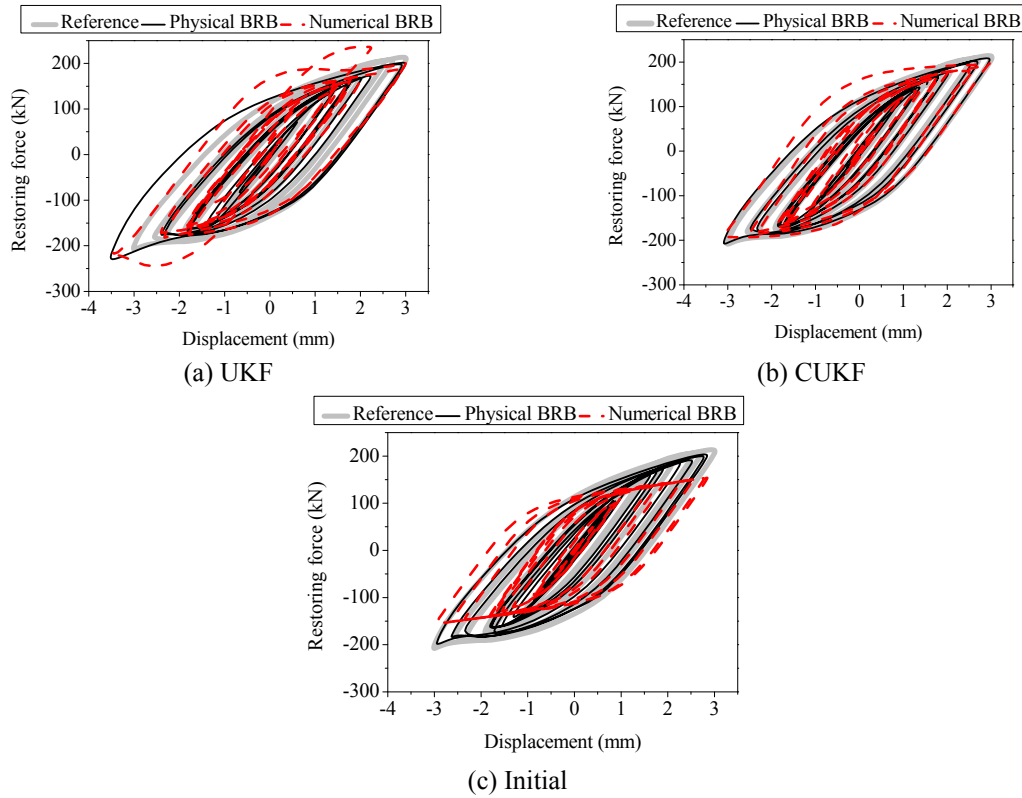 Reference Physical BRB Numerical BRB
200
100
0
-100
-200
-300
Restoring force (kN)
-4 -3 -2 -1 0 1 2 3
Displacement (mm)
(a) UKF
Reference Physical BRB Numerical BRB
200
100
0
-100
-200
-300
Restoring force (kN)
-4 -3 -2 -1 0 1 2 3 4
Displacement (mm)
(b) CUKF
Reference Physical BRB Numerical BRB
200
100
0
-100
-200
-300
Restoring force (kN)
-4 -3 -2 -1 0 1 2 3
Displacement (mm)
(c) Initial